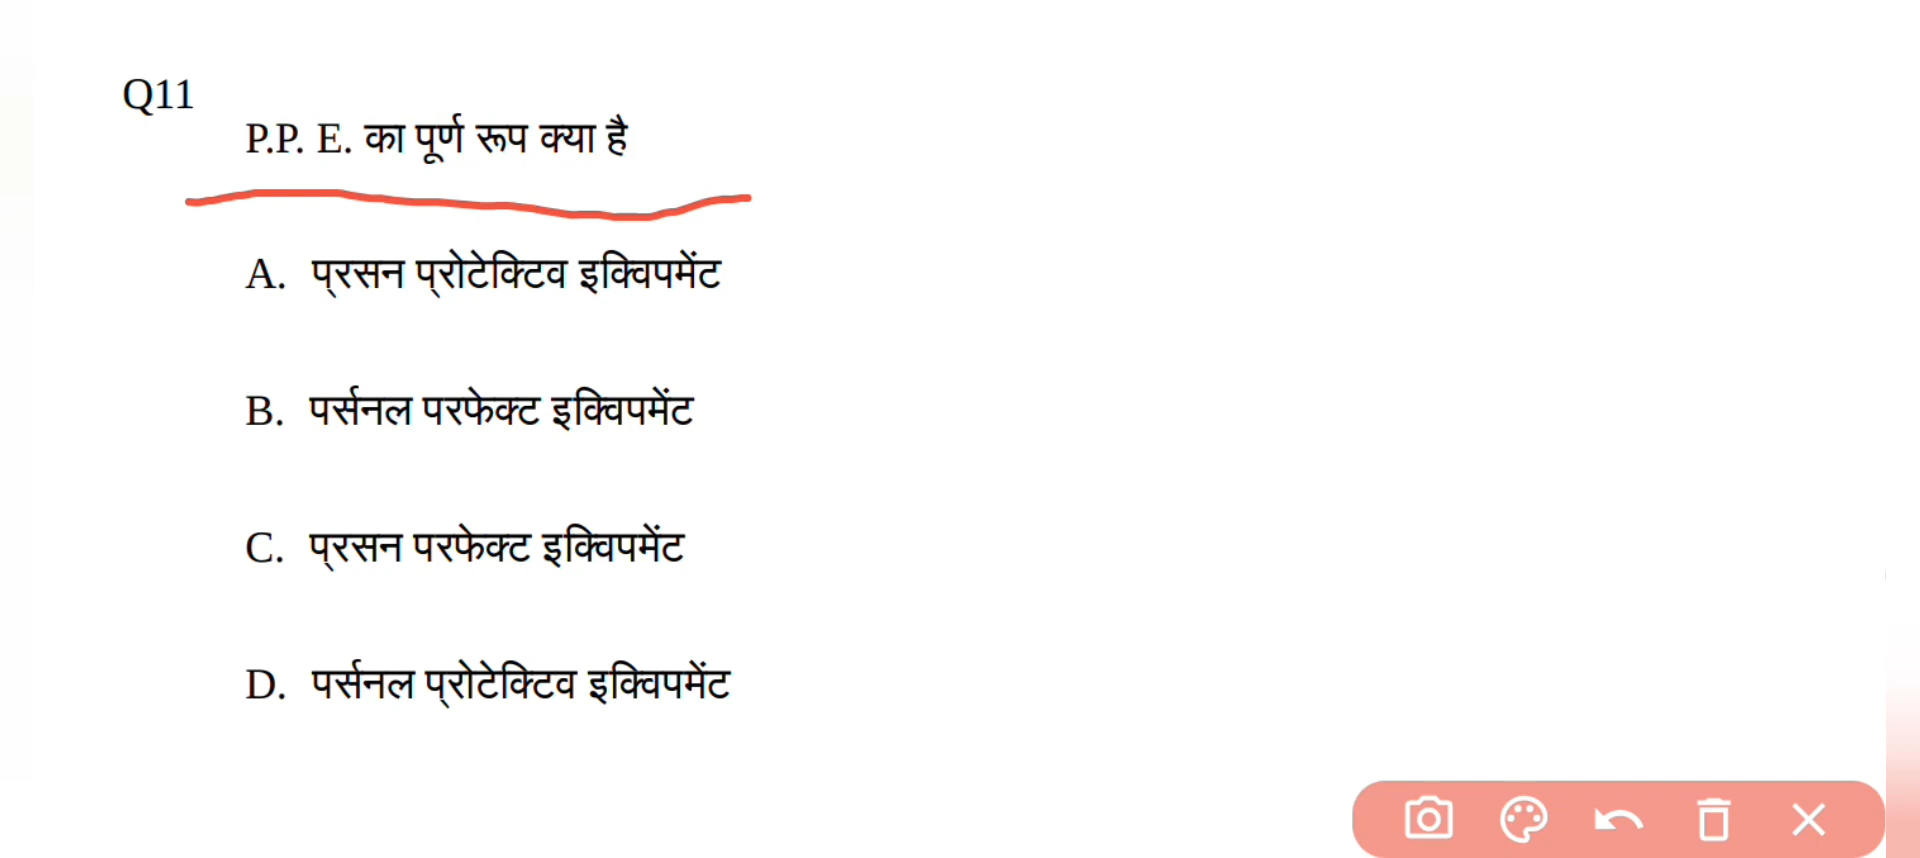 Q11
P.P. E. का पूर्ण रूप क्या है
A. प्रसन प्रोटेक्टिव इक्विपमेंट
B. पर्सनल परफेक्ट इक्विपमेंट
C. प्रसन परफेक्ट इक्विपमेंट
D. पर्सनल प्रोटेक्टिव इक्विपमेंट